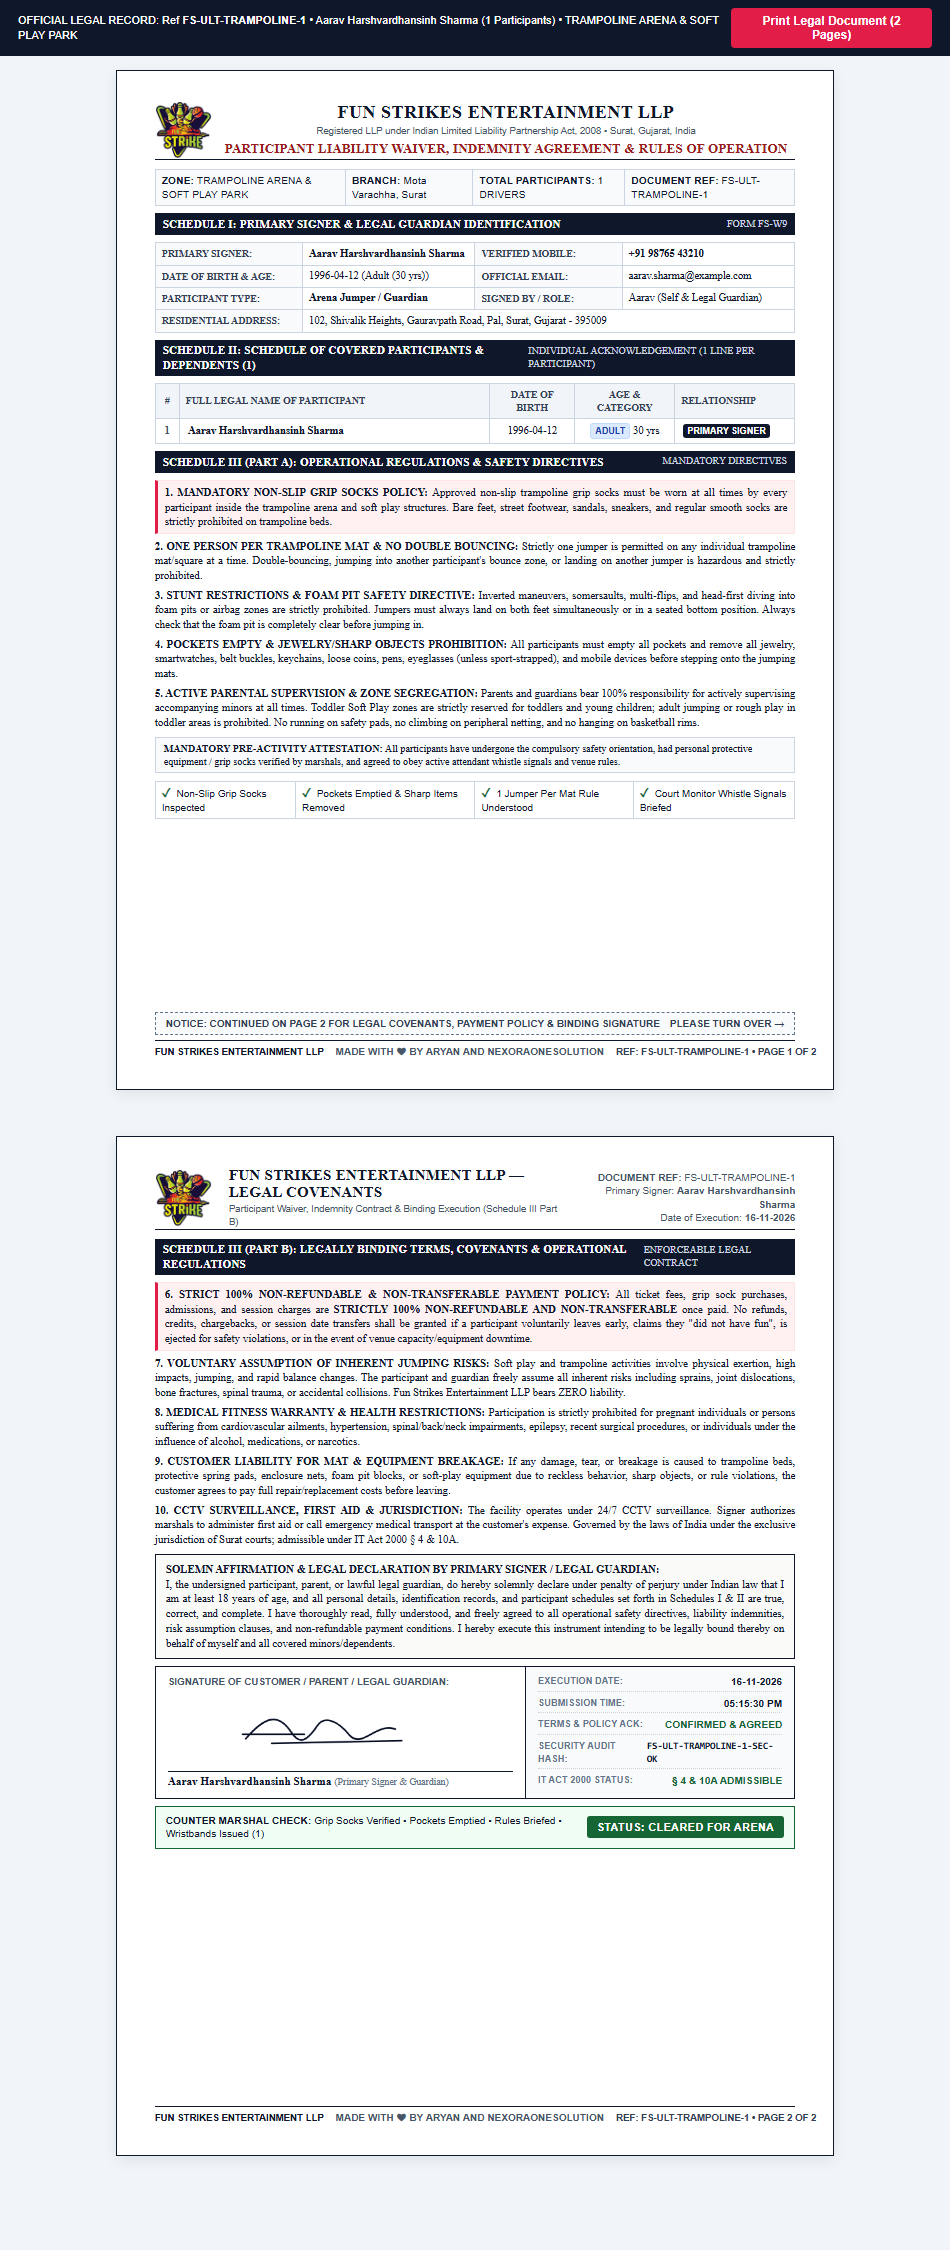 OFFICIAL LEGAL RECORD: Ref FS-ULT-TRAMPOLINE-1 • Aarav Harshvardhansinh Sharma (1 Participants) • TRAMPOLINE ARENA & SOFT
PLAY PARK
Print Legal Document (2
Pages)
STRIKE
FUN STRIKES ENTERTAINMENT LLP
Registered LLP under Indian Limited Liability Partnership Act, 2008 • Surat, Gujarat, India
PARTICIPANT LIABILITY WAIVER, INDEMNITY AGREEMENT & RULES OF OPERATION
ZONE: TRAMPOLINE ARENA &
SOFT PLAY PARK
BRANCH: Mota
Varachha, Surat
TOTAL PARTICIPANTS: 1
DRIVERS
DOCUMENT REF: FS-ULT-
TRAMPOLINE-1
SCHEDULE I: PRIMARY SIGNER & LEGAL GUARDIAN IDENTIFICATION FORM FS-W9
PRIMARY SIGNER: Aarav Harshvardhansinh Sharma VERIFIED MOBILE: +91 98765 43210
DATE OF BIRTH & AGE: 1996-04-12 (Adult (30 yrs)) OFFICIAL EMAIL: aarav.sharma@example.com
PARTICIPANT TYPE: Arena Jumper / Guardian SIGNED BY / ROLE: Aarav (Self & Legal Guardian)
RESIDENTIAL ADDRESS: 102, Shivalik Heights, Gauravpath Road, Pal, Surat, Gujarat - 395009
SCHEDULE II: SCHEDULE OF COVERED PARTICIPANTS &
DEPENDENTS (1)
INDIVIDUAL ACKNOWLEDGEMENT (1 LINE PER
PARTICIPANT)
# FULL LEGAL NAME OF PARTICIPANT DATE OF
BIRTH AGE &
CATEGORY RELATIONSHIP
1 Aarav Harshvardhansinh Sharma 1996-04-12 ADULT 30 yrs PRIMARY SIGNER
SCHEDULE III (PART A): OPERATIONAL REGULATIONS & SAFETY DIRECTIVES MANDATORY DIRECTIVES
1. MANDATORY NON-SLIP GRIP SOCKS POLICY: Approved non-slip trampoline grip socks must be worn at all times by every
participant inside the trampoline arena and soft play structures. Bare feet, street footwear, sandals, sneakers, and regular smooth socks are
strictly prohibited on trampoline beds.
2. ONE PERSON PER TRAMPOLINE MAT & NO DOUBLE BOUNCING: Strictly one jumper is permitted on any individual trampoline
mat/square at a time. Double-bouncing, jumping into another participant's bounce zone, or landing on another jumper is hazardous and strictly
prohibited.
3. STUNT RESTRICTIONS & FOAM PIT SAFETY DIRECTIVE: Inverted maneuvers, somersaults, multi-flips, and head-first diving into
foam pits or airbag zones are strictly prohibited. Jumpers must always land on both feet simultaneously or in a seated bottom position. Always
check that the foam pit is completely clear before jumping in.
4. POCKETS EMPTY & JEWELRY/SHARP OBJECTS PROHIBITION: All participants must empty all pockets and remove all jewelry,
smartwatches, belt buckles, keychains, loose coins, pens, eyeglasses (unless sport-strapped), and mobile devices before stepping onto the jumping
mats.
5. ACTIVE PARENTAL SUPERVISION & ZONE SEGREGATION: Parents and guardians bear 100% responsibility for actively supervising
accompanying minors at all times. Toddler Soft Play zones are strictly reserved for toddlers and young children; adult jumping or rough play in
toddler areas is prohibited. No running on safety pads, no climbing on peripheral netting, and no hanging on basketball rims.
MANDATORY PRE-ACTIVITY ATTESTATION: All participants have undergone the compulsory safety orientation, had personal protective
equipment / grip socks verified by marshals, and agreed to obey active attendant whistle signals and venue rules.
✓ Non-Slip Grip Socks
Inspected
✓ Pockets Emptied & Sharp Items
Removed
✓ 1 Jumper Per Mat Rule
Understood
✓ Court Monitor Whistle Signals
Briefed
NOTICE: CONTINUED ON PAGE 2 FOR LEGAL COVENANTS, PAYMENT POLICY & BINDING SIGNATURE PLEASE TURN OVER →
FUN STRIKES ENTERTAINMENT LLP MADE WITH ♥ BY ARYAN AND NEXORAONESOLUTION REF: FS-ULT-TRAMPOLINE-1 • PAGE 1 OF 2
STRIKE
FUN STRIKES ENTERTAINMENT LLP —
LEGAL COVENANTS
Participant Waiver, Indemnity Contract & Binding Execution (Schedule III Part
B)
DOCUMENT REF: FS-ULT-TRAMPOLINE-1
Primary Signer: Aarav Harshvardhansinh
Sharma
Date of Execution: 16-11-2026
SCHEDULE III (PART B): LEGALLY BINDING TERMS, COVENANTS & OPERATIONAL
REGULATIONS
ENFORCEABLE LEGAL
CONTRACT
6. STRICT 100% NON-REFUNDABLE & NON-TRANSFERABLE PAYMENT POLICY: All ticket fees, grip sock purchases,
admissions, and session charges are STRICTLY 100% NON-REFUNDABLE AND NON-TRANSFERABLE once paid. No refunds,
credits, chargebacks, or session date transfers shall be granted if a participant voluntarily leaves early, claims they "did not have fun", is
ejected for safety violations, or in the event of venue capacity/equipment downtime.
7. VOLUNTARY ASSUMPTION OF INHERENT JUMPING RISKS: Soft play and trampoline activities involve physical exertion, high
impacts, jumping, and rapid balance changes. The participant and guardian freely assume all inherent risks including sprains, joint dislocations,
bone fractures, spinal trauma, or accidental collisions. Fun Strikes Entertainment LLP bears ZERO liability.
8. MEDICAL FITNESS WARRANTY & HEALTH RESTRICTIONS: Participation is strictly prohibited for pregnant individuals or persons
suffering from cardiovascular ailments, hypertension, spinal/back/neck impairments, epilepsy, recent surgical procedures, or individuals under the
influence of alcohol, medications, or narcotics.
9. CUSTOMER LIABILITY FOR MAT & EQUIPMENT BREAKAGE: If any damage, tear, or breakage is caused to trampoline beds,
protective spring pads, enclosure nets, foam pit blocks, or soft-play equipment due to reckless behavior, sharp objects, or rule violations, the
customer agrees to pay full repair/replacement costs before leaving.
10. CCTV SURVEILLANCE, FIRST AID & JURISDICTION: The facility operates under 24/7 CCTV surveillance. Signer authorizes
marshals to administer first aid or call emergency medical transport at the customer's expense. Governed by the laws of India under the exclusive
jurisdiction of Surat courts; admissible under IT Act 2000 § 4 & 10A.
SOLEMN AFFIRMATION & LEGAL DECLARATION BY PRIMARY SIGNER / LEGAL GUARDIAN:
I, the undersigned participant, parent, or lawful legal guardian, do hereby solemnly declare under penalty of perjury under Indian law that I
am at least 18 years of age, and all personal details, identification records, and participant schedules set forth in Schedules I & II are true,
correct, and complete. I have thoroughly read, fully understood, and freely agreed to all operational safety directives, liability indemnities,
risk assumption clauses, and non-refundable payment conditions. I hereby execute this instrument intending to be legally bound thereby on
behalf of myself and all covered minors/dependents.
SIGNATURE OF CUSTOMER / PARENT / LEGAL GUARDIAN:
Aarav Harshvardhansinh Sharma (Primary Signer & Guardian)
EXECUTION DATE: 16-11-2026
SUBMISSION TIME: 05:15:30 PM
TERMS & POLICY ACK: CONFIRMED & AGREED
SECURITY AUDIT
HASH:
FS-ULT-TRAMPOLINE-1-SEC-
OK
IT ACT 2000 STATUS: § 4 & 10A ADMISSIBLE
COUNTER MARSHAL CHECK: Grip Socks Verified • Pockets Emptied • Rules Briefed •
Wristbands Issued (1)
STATUS: CLEARED FOR ARENA
FUN STRIKES ENTERTAINMENT LLP MADE WITH ♥ BY ARYAN AND NEXORAONESOLUTION REF: FS-ULT-TRAMPOLINE-1 • PAGE 2 OF 2